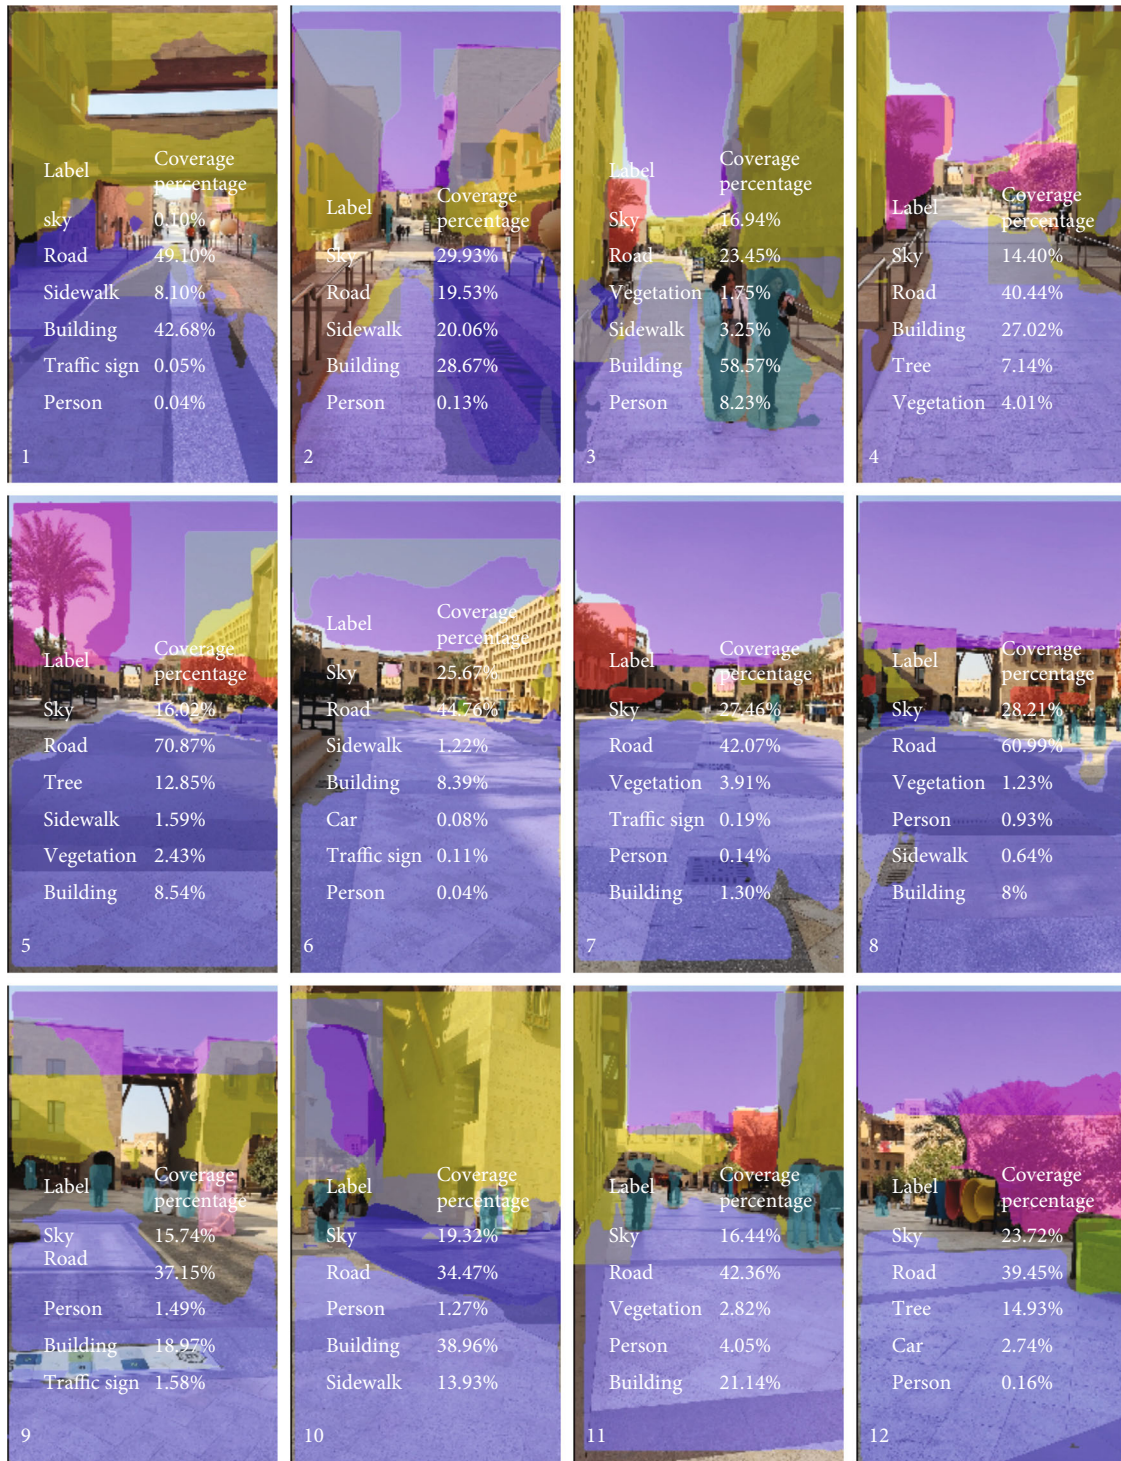 Label Coverage percentage
sky 0.10%
Road 49.10%
Sidewalk 8.10%
Building 42.68%
Traffic sign 0.05%
Person 0.04%
1
Label Coverage percentage
Sky 29.93%
Road 19.53%
Sidewalk 20.06%
Building 28.67%
Person 0.13%
2
Label Coverage percentage
Sky 16.94%
Road 23.45%
Vegetation 1.75%
Sidewalk 3.25%
Building 58.57%
Person 8.23%
3
Label Coverage percentage
Sky 14.40%
Road 40.44%
Building 27.02%
Tree 7.14%
Vegetation 4.01%
4
Label Coverage percentage
Sky 16.02%
Road 70.87%
Tree 12.85%
Sidewalk 1.59%
Vegetation 2.43%
Building 8.54%
5
Label Coverage percentage
Sky 25.67%
Road 44.76%
Sidewalk 1.22%
Building 8.39%
Car 0.08%
Traffic sign 0.11%
Person 0.04%
6
Label Coverage percentage
Sky 27.46%
Road 42.07%
Vegetation 3.91%
Traffic sign 0.19%
Person 0.14%
Building 1.30%
7
Label Coverage percentage
Sky 28.21%
Road 60.99%
Vegetation 1.23%
Person 0.93%
Sidewalk 0.64%
Building 8%
8
Label Coverage percentage
Sky 15.74%
Road 37.15%
Person 1.49%
Building 18.97%
Traffic sign 1.58%
9
Label Coverage percentage
Sky 19.32%
Road 34.47%
Person 1.27%
Building 38.96%
Sidewalk 13.93%
10
Label Coverage percentage
Sky 16.44%
Road 42.36%
Vegetation 2.82%
Person 4.05%
Building 21.14%
11
Label Coverage percentage
Sky 23.72%
Road 39.45%
Tree 14.93%
Car 2.74%
Person 0.16%
12